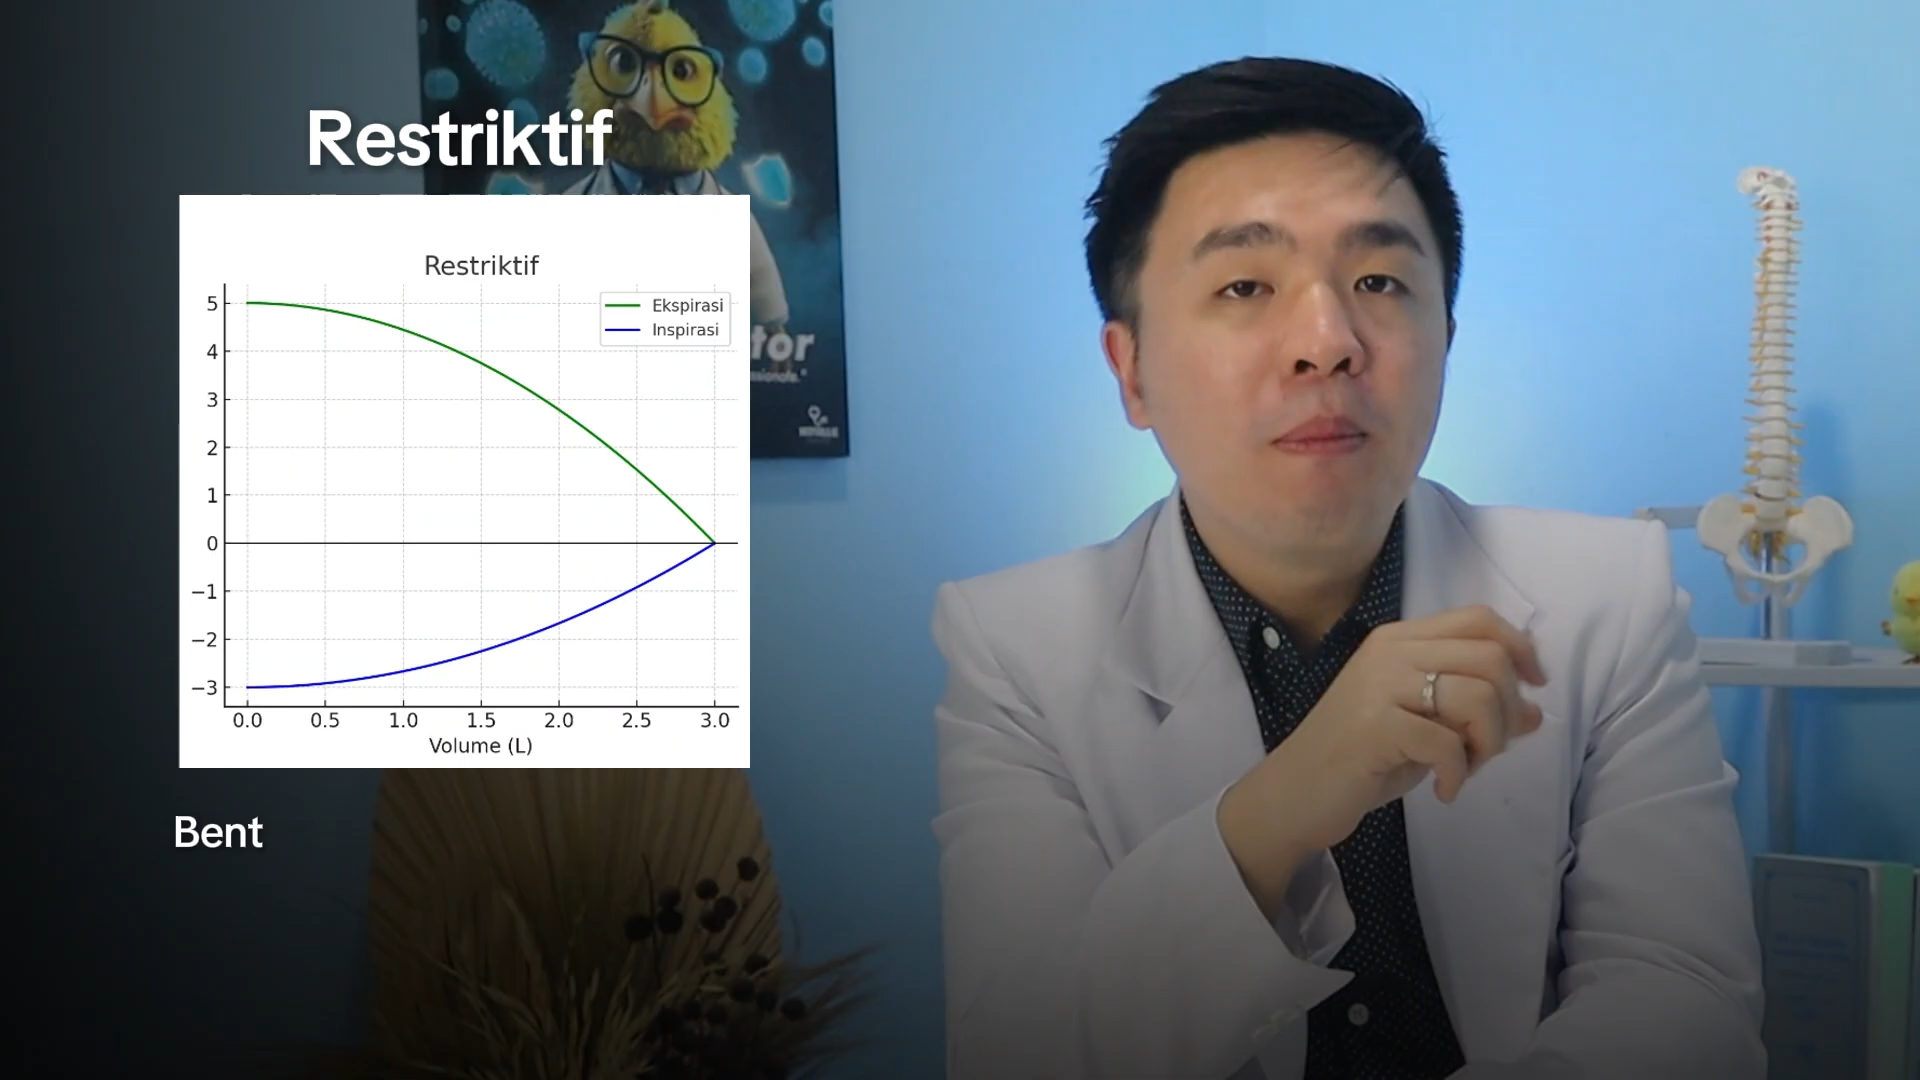 Restriktif
Restriktif
Ekspirasi
Inspirasi
5
4
3
2
1
0
−1
−2
−3
0.0 0.5 1.0 1.5 2.0 2.5 3.0
Volume (L)
Bent
tor